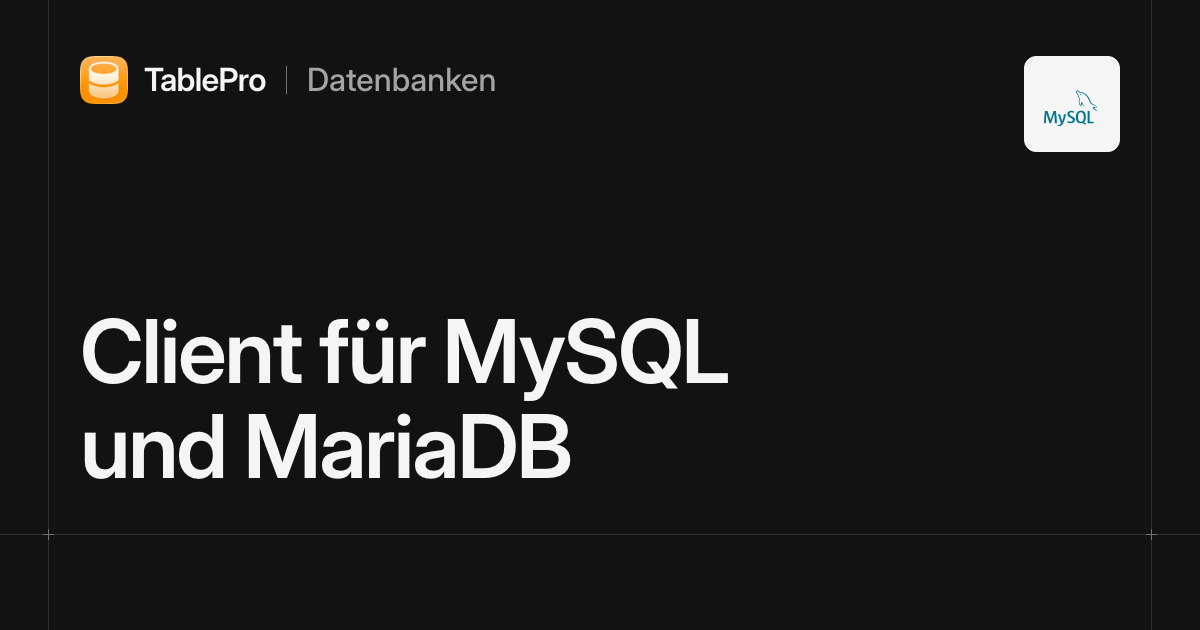 TablePro | Datenbanken
MySQL
Client für MySQL
und MariaDB